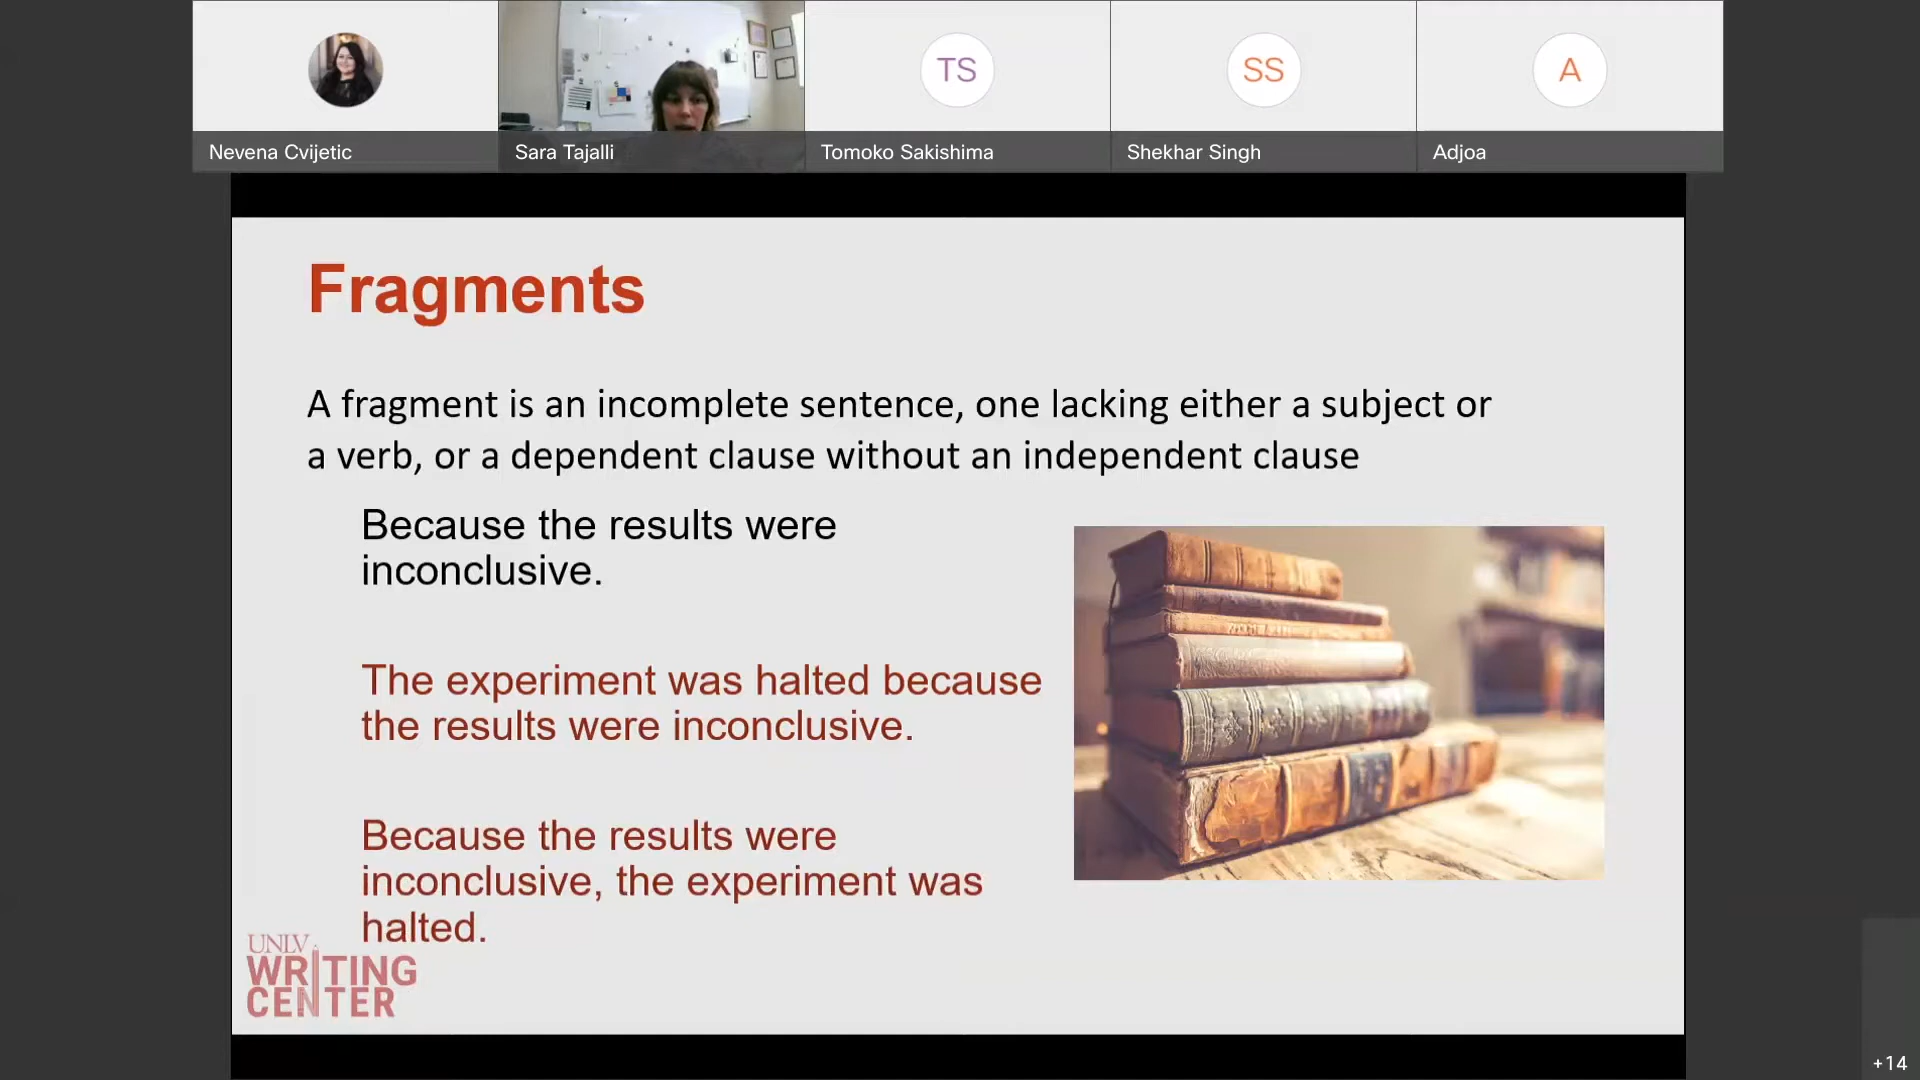 TS
SS
A
Nevena Cvijetic
Sara Tajalli
Tomoko Sakishima
Shekhar Singh
Adjoa
Fragments
A fragment is an incomplete sentence, one lacking either a subject or
a verb, or a dependent clause without an independent clause
Because the results were
inconclusive.
The experiment was halted because
the results were inconclusive.
Because the results were
inconclusive, the experiment was
halted.
UNLV
WRITING
CENTER
+14